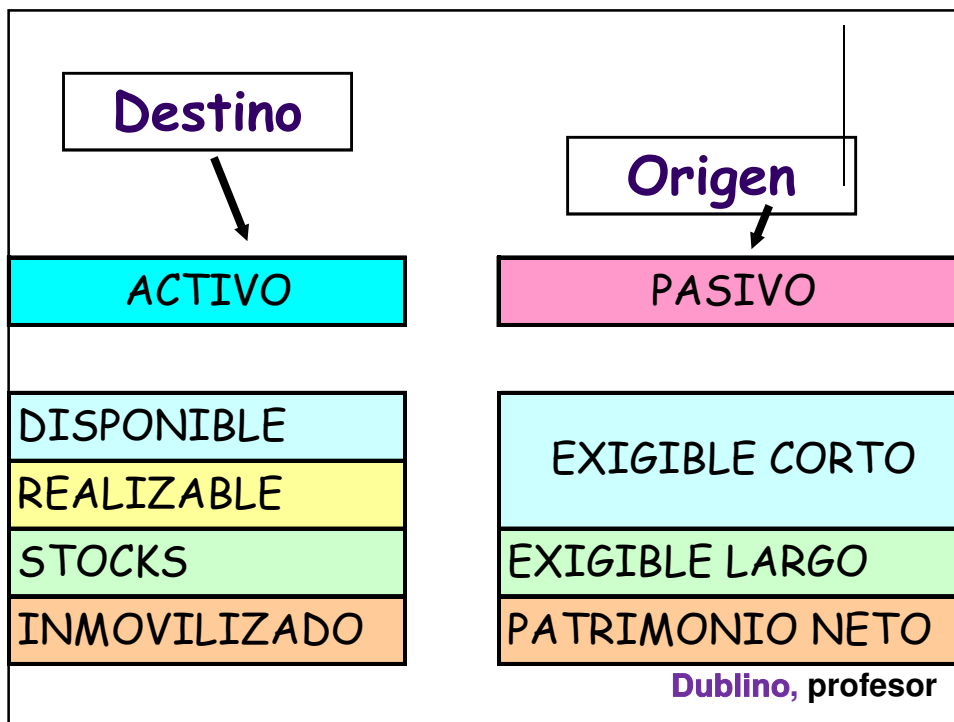 Destino
Origen
ACTIVO
PASIVO
DISPONIBLE
REALIZABLE
STOCKS
INMOVILIZADO
EXIGIBLE CORTO
EXIGIBLE LARGO
PATRIMONIO NETO
Dublino, profesor